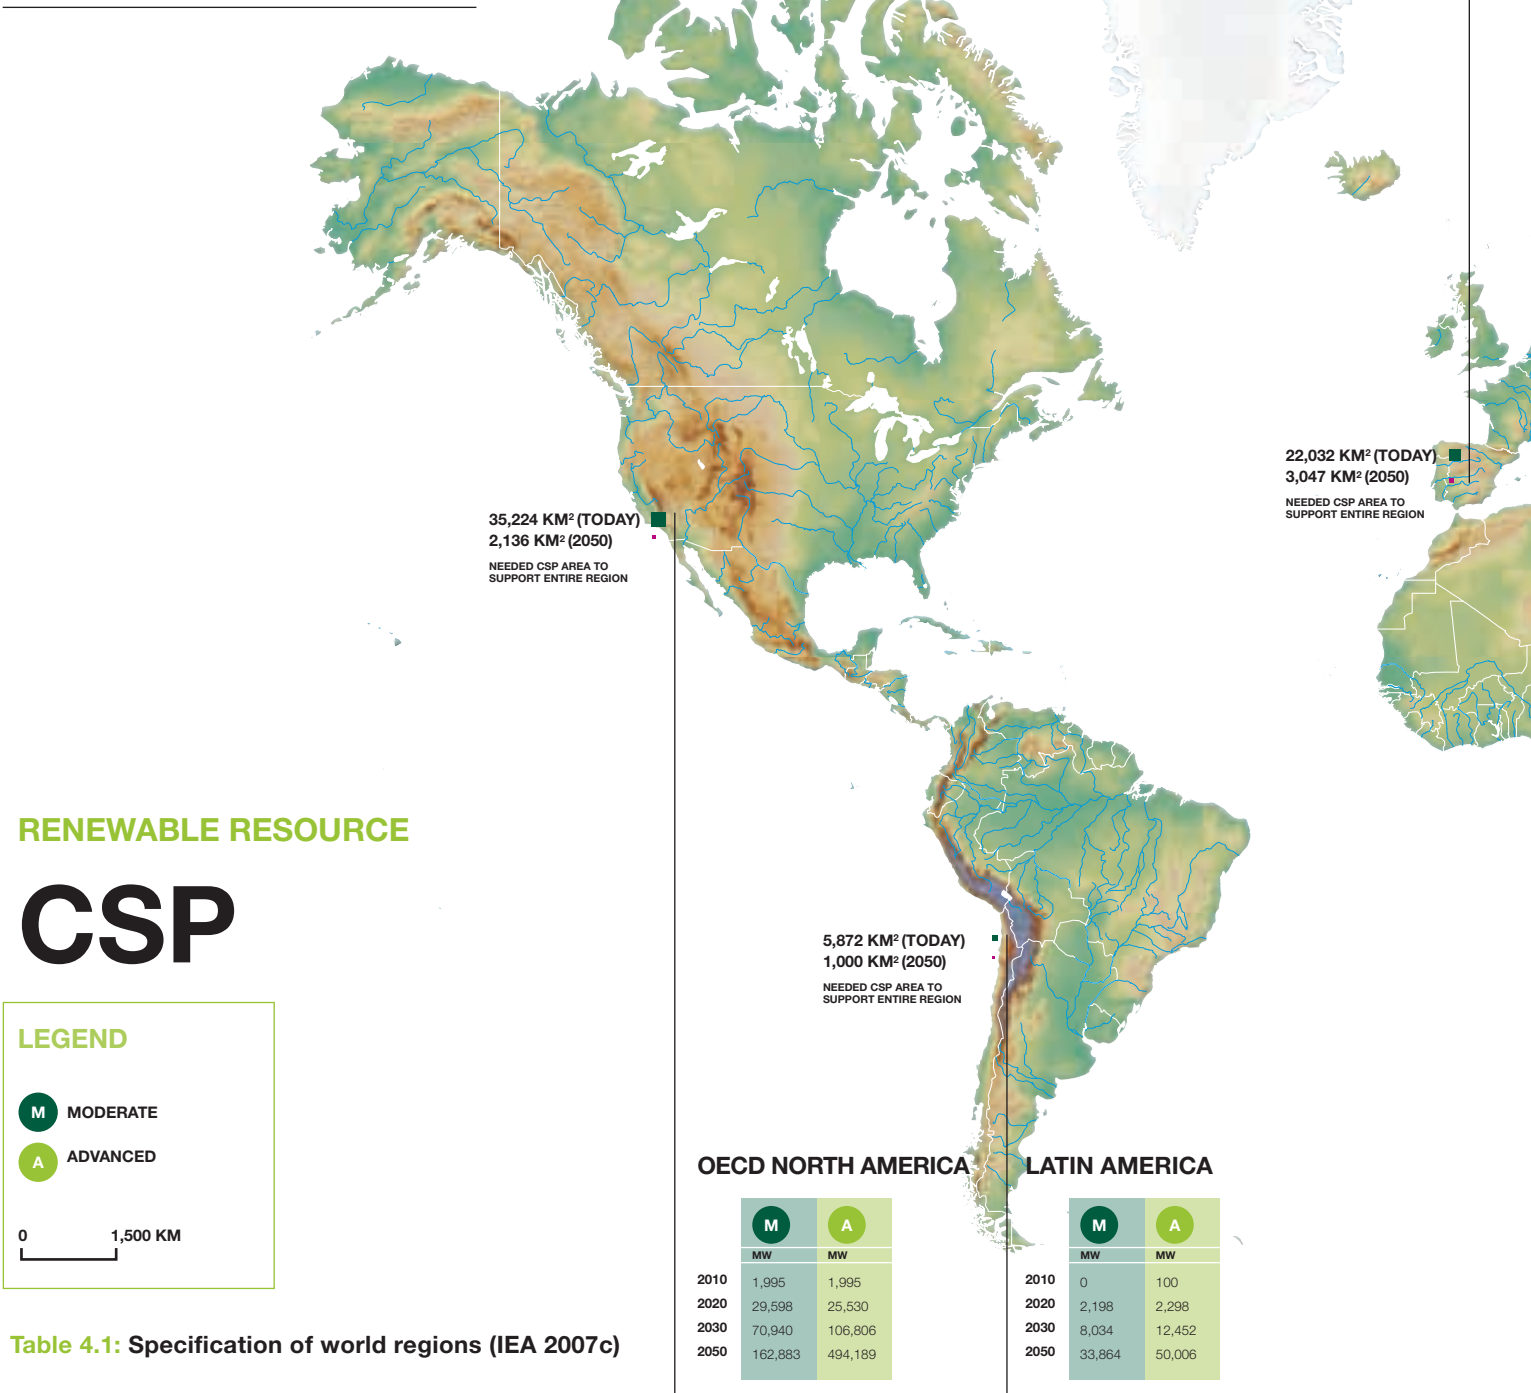 22,032 KM² (TODAY)
3,047 KM² (2050)
NEEDED CSP AREA TO
SUPPORT ENTIRE REGION
35,224 KM² (TODAY)
2,136 KM² (2050)
NEEDED CSP AREA TO
SUPPORT ENTIRE REGION
RENEWABLE RESOURCE
CSP
5,872 KM² (TODAY)
1,000 KM² (2050)
NEEDED CSP AREA TO
SUPPORT ENTIRE REGION
LEGEND
M MODERATE
A ADVANCED
0 1,500 KM
OECD NORTH AMERICA
M A
MW MW
2010 1,995 1,995
2020 29,598 25,530
2030 70,940 106,806
2050 162,883 494,189
LATIN AMERICA
M A
MW MW
2010 0 100
2020 2,198 2,298
2030 8,034 12,452
2050 33,864 50,006
Table 4.1: Specification of world regions (IEA 2007c)